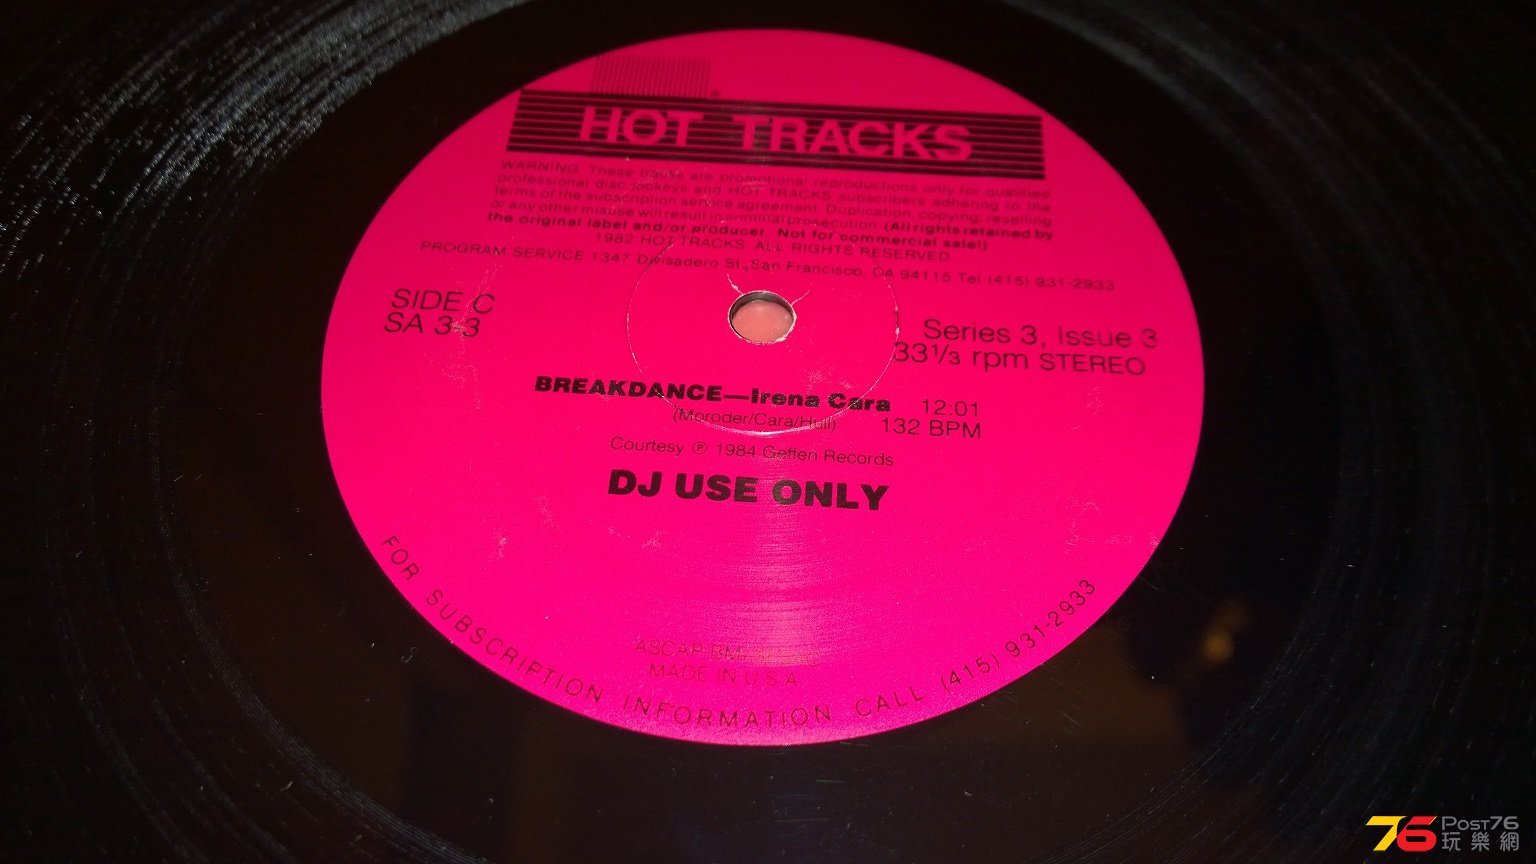 HOT TRACKS
WARNING: These tracks are promotional reproductions only for qualified
professional disc jockeys and HOT TRACKS subscribers adhering to the
terms of the subscription service agreement. Duplication, copying, reselling
or any other misuse will result in criminal prosecution. (All rights retained by
the original label and/or producer. Not for commercial sale!)
1982 HOT TRACKS. ALL RIGHTS RESERVED
PROGRAM SERVICE 1347 Divisadero St., San Francisco, CA 94115 Tel (415) 931-2933
SIDE C
SA 3-3
Series 3, Issue 3
33⅓ rpm STEREO
BREAKDANCE—Irena Cara 12:01
(Moroder/Cara/Hull) 132 BPM
Courtesy ℗ 1984 Geffen Records
DJ USE ONLY
ASCAP BMI
MADE IN U.S.A
FOR SUBSCRIPTION INFORMATION CALL (415) 931-2933
76 POST76
玩樂網